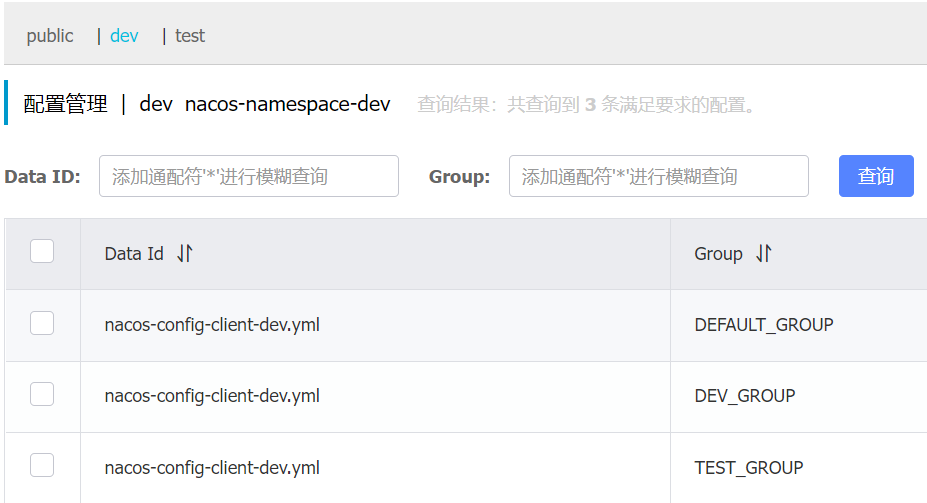 public | dev | test
配置管理 | dev nacos-namespace-dev 查询结果：共查询到 3 条满足要求的配置。
Data ID: 添加通配符'*'进行模糊查询 Group: 添加通配符'*'进行模糊查询 查询
Data Id Group
nacos-config-client-dev.yml DEFAULT_GROUP
nacos-config-client-dev.yml DEV_GROUP
nacos-config-client-dev.yml TEST_GROUP